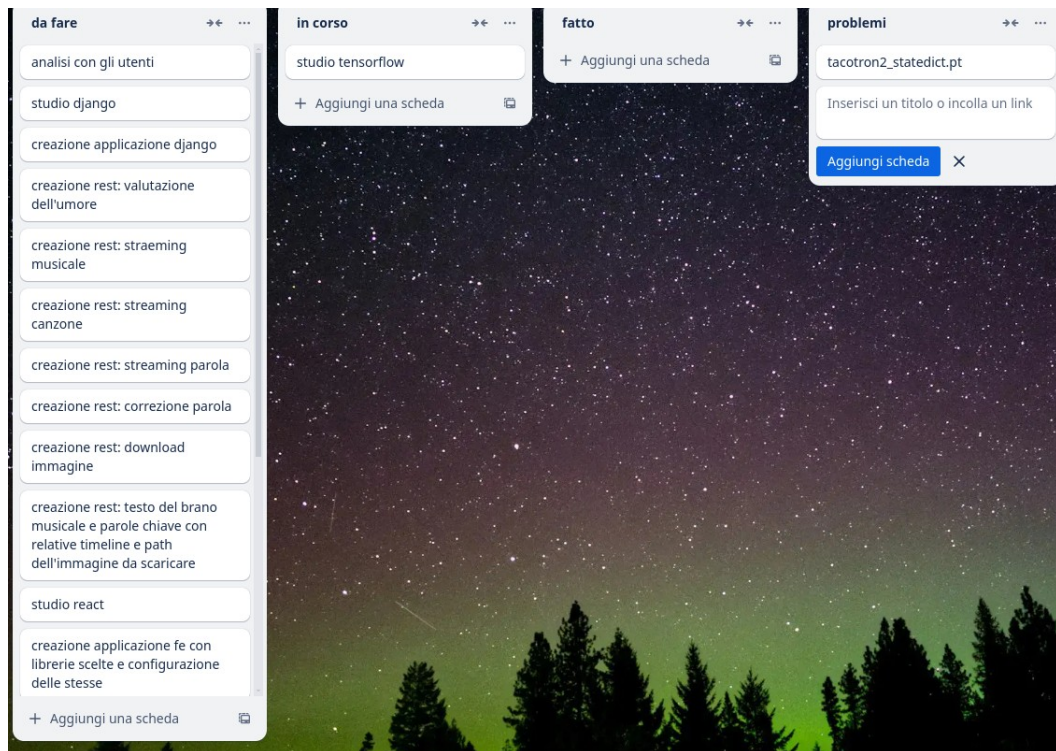 da fare
analisi con gli utenti
studio django
creazione applicazione django
creazione rest: valutazione
dell'umore
creazione rest: straeming
musicale
creazione rest: streaming
canzone
creazione rest: streaming parola
creazione rest: correzione parola
creazione rest: download
immagine
creazione rest: testo del brano
musicale e parole chiave con
relative timeline e path
dell'immagine da scaricare
studio react
creazione applicazione fe con
librerie scelte e configurazione
delle stesse
Aggiungi una scheda
in corso
studio tensorflow
Aggiungi una scheda
fatto
Aggiungi una scheda
problemi
tacotron2_statedict.pt
Inserisci un titolo o incolla un link
Aggiungi scheda